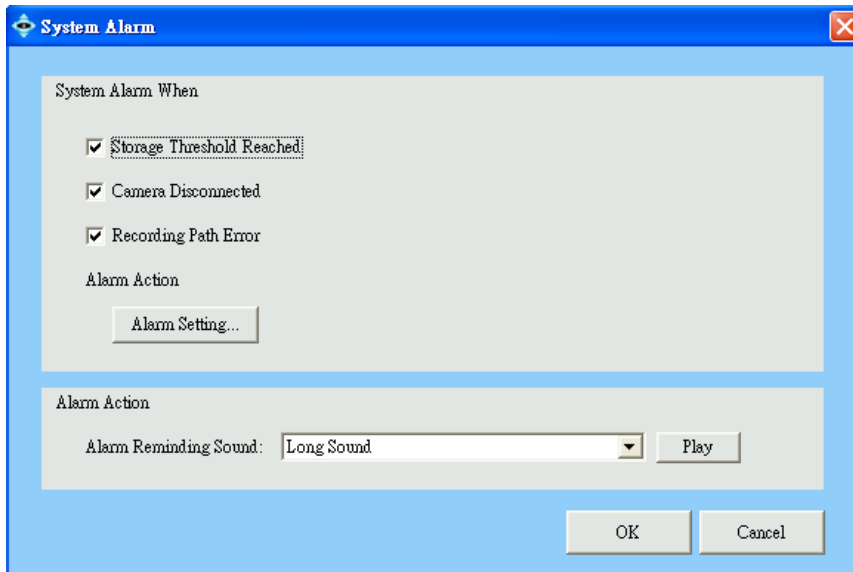 System Alarm
System Alarm When
Storage Threshold Reached
Camera Disconnected
Recording Path Error
Alarm Action
Alarm Setting...
Alarm Action
Alarm Reminding Sound: Long Sound Play
OK Cancel